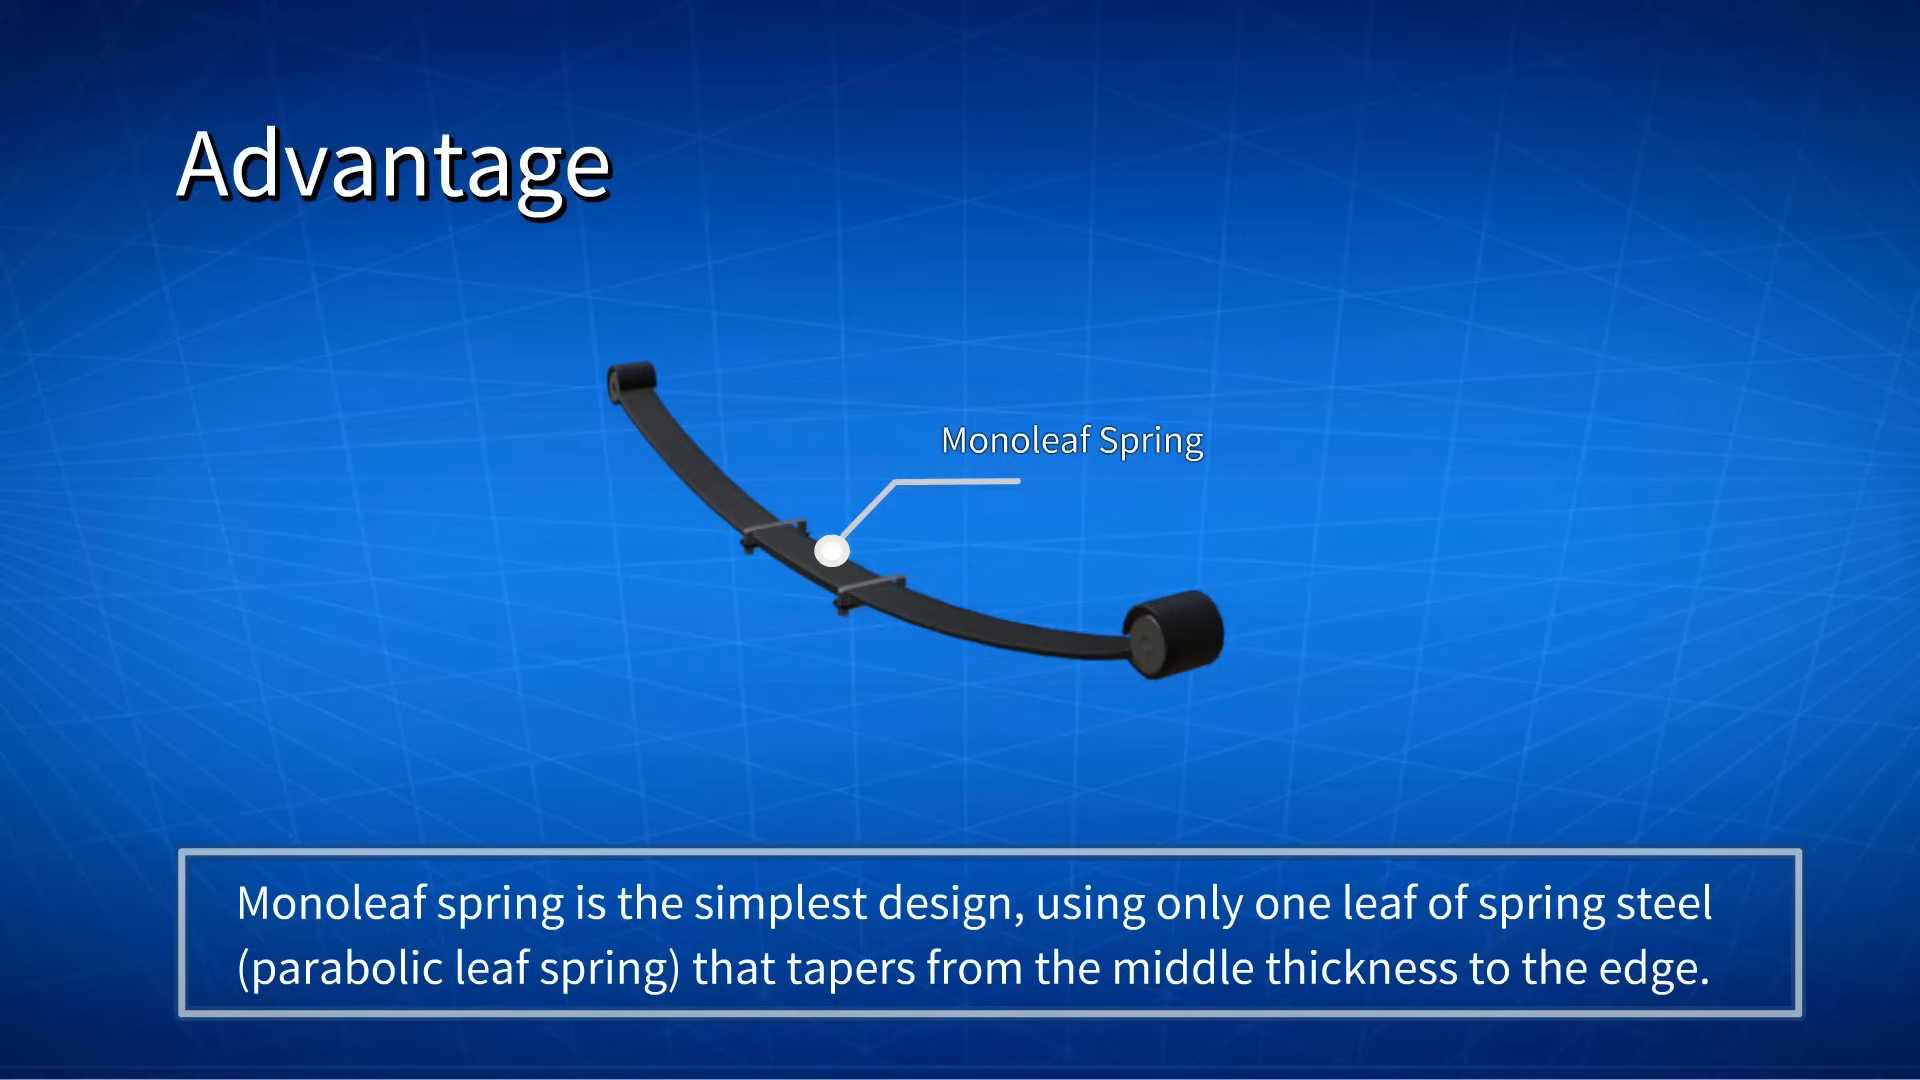 Advantage
Monoleaf Spring
Monoleaf spring is the simplest design, using only one leaf of spring steel
(parabolic leaf spring) that tapers from the middle thickness to the edge.